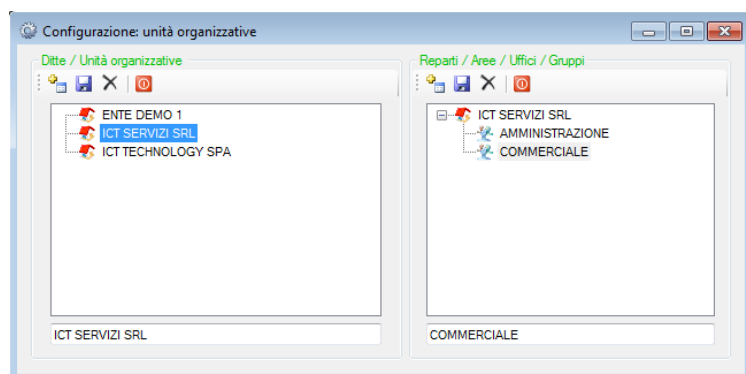 Configurazione: unità organizzative
Ditte / Unità organizzative
ENTE DEMO 1
ICT SERVIZI SRL
ICT TECHNOLOGY SPA
ICT SERVIZI SRL
Reparti / Aree / Uffici / Gruppi
ICT SERVIZI SRL
AMMINISTRAZIONE
COMMERCIALE
COMMERCIALE